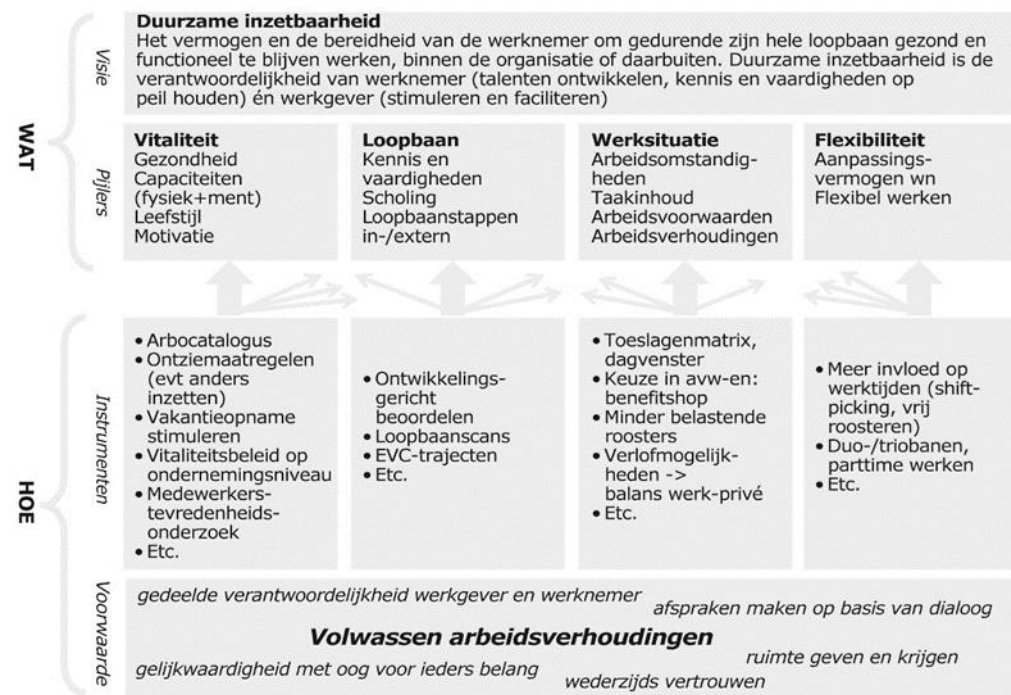 WAT
Visie
Duurzame inzetbaarheid
Het vermogen en de bereidheid van de werknemer om gedurende zijn hele loopbaan gezond en
functioneel te blijven werken, binnen de organisatie of daarbuiten. Duurzame inzetbaarheid is de
verantwoordelijkheid van werknemer (talenten ontwikkelen, kennis en vaardigheden op
peil houden) én werkgever (stimuleren en faciliteren)
Pijlers
Vitaliteit
Gezondheid
Capaciteiten
(fysiek+ment)
Leefstijl
Motivatie
Loopbaan
Kennis en
vaardigheden
Scholing
Loopbaanstappen
in-/extern
Werksituatie
Arbeidsomstandig-
heden
Taakinhoud
Arbeidsvoorwaarden
Arbeidsverhoudingen
Flexibiliteit
Aanpassings-
vermogen wn
Flexibel werken
HOE
Instrumenten
• Arbocatalogus
• Ontziemaatregelen
(evt anders
inzetten)
• Vakantieopname
stimuleren
• Vitaliteitsbeleid op
ondernemingsniveau
• Medewerkers-
tevredenheids-
onderzoek
• Etc.
• Ontwikkelings-
gericht
beoordelen
• Loopbaanscans
• EVC-trajecten
• Etc.
• Toeslagenmatrix,
dagvenster
• Keuze in avw-en:
benefitshop
• Minder belastende
roosters
• Verlofmogelijk-
heden ->
balans werk-privé
• Etc.
• Meer invloed op
werktijden (shift-
picking, vrij
roosteren)
• Duo-/triobanen,
parttime werken
• Etc.
Voorwaarde
gedeelde verantwoordelijkheid werkgever en werknemer
afspraken maken op basis van dialoog
Volwassen arbeidsverhoudingen
ruimte geven en krijgen
gelijkwaardigheid met oog voor ieders belang
wederzijds vertrouwen